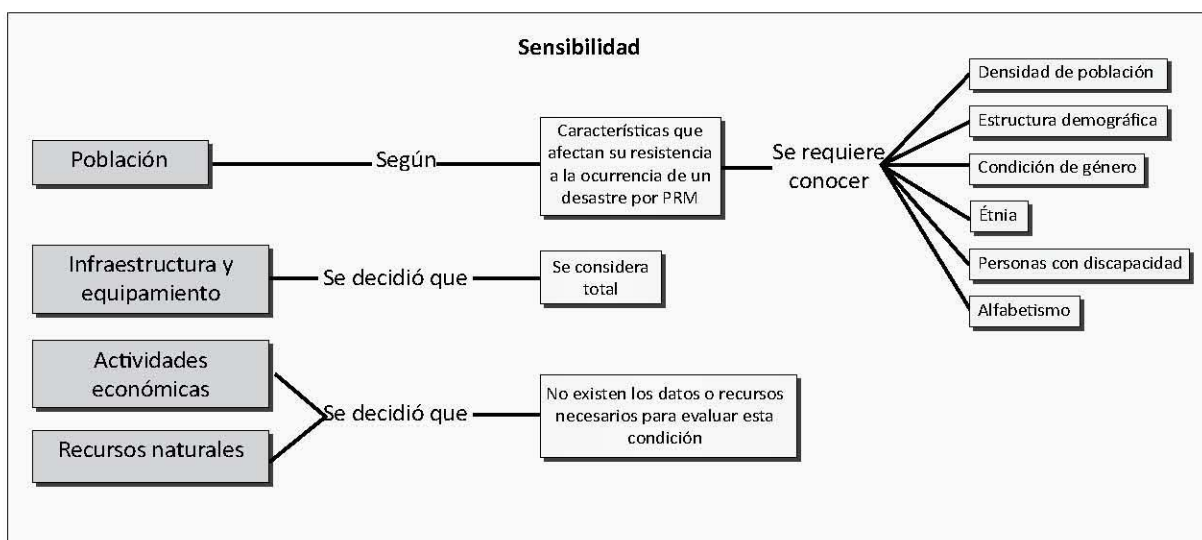 Sensibilidad
Población
Según
Características que
afectan su resistencia
a la ocurrencia de un
desastre por PRM
Se requiere
conocer
Densidad de población
Estructura demográfica
Condición de género
Étnia
Personas con discapacidad
Alfabetismo
Infraestructura y
equipamiento
Se decidió que
Se considera
total
Actividades
económicas
Recursos naturales
Se decidió que
No existen los datos o recursos
necesarios para evaluar esta
condición